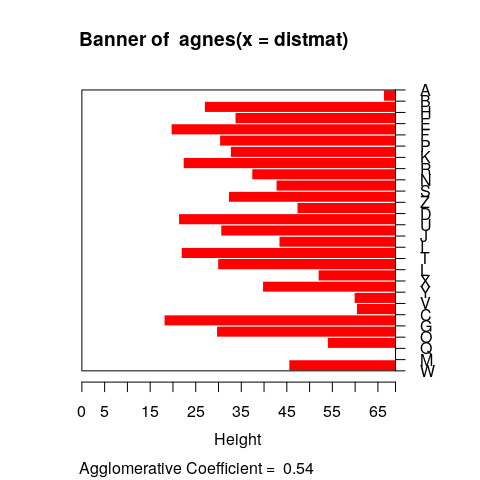 Banner of agnes(x = distmat)
A
B
K
N
S
Z
D
U
J
T
X
Y
V
C
G
O
Q
M
W
0 5 15 25 35 45 55 65
Height
Agglomerative Coefficient = 0.54